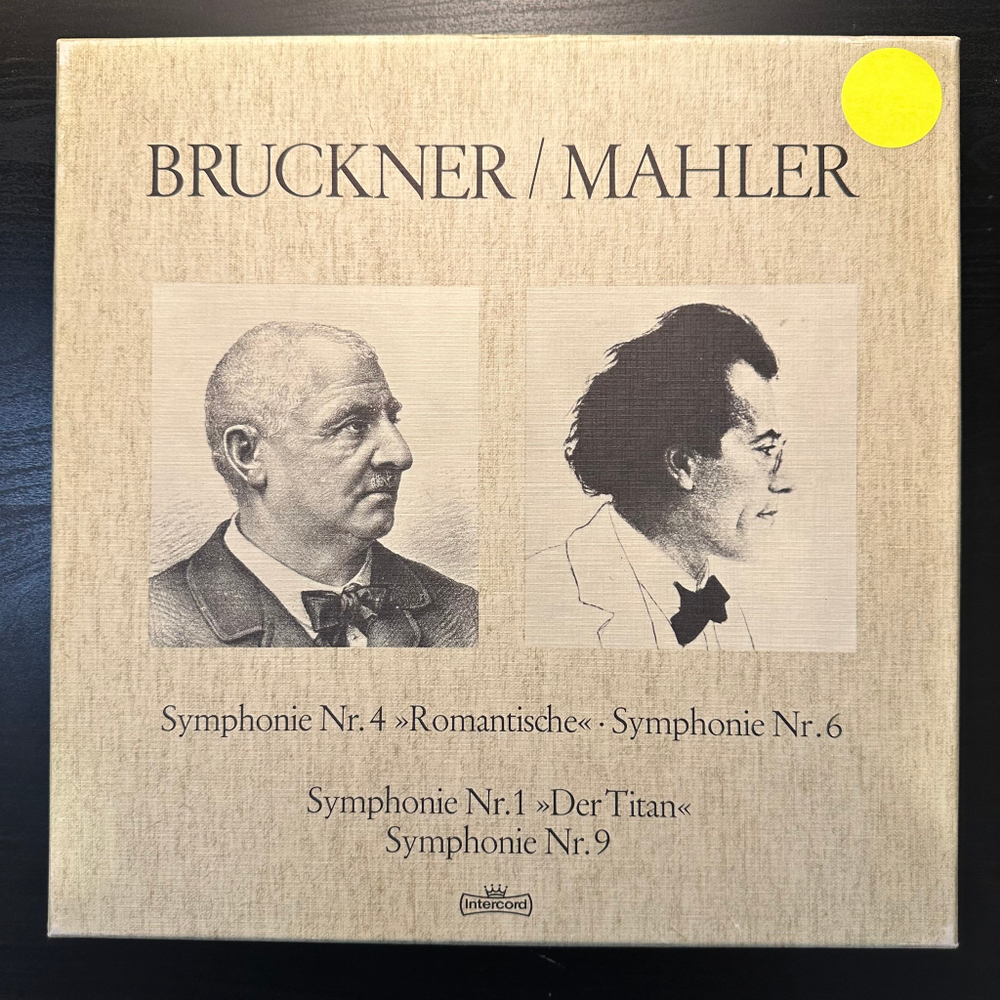 BRUCKNER / MAHLER
Symphonie Nr. 4 »Romantische« · Symphonie Nr. 6
Symphonie Nr. 1 »Der Titan«
Symphonie Nr. 9
Intercord